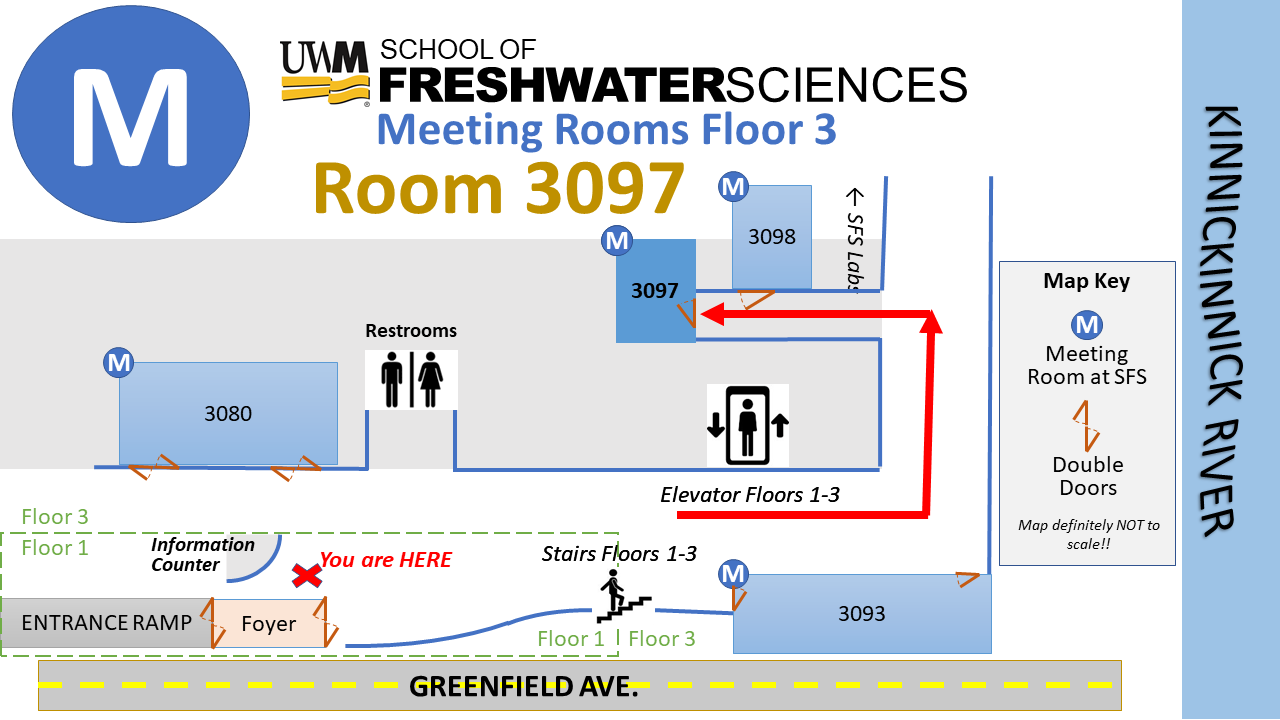 M
UWM
®
SCHOOL OF
FRESHWATERSCIENCES
Meeting Rooms Floor 3
Room 3097
KINNICKINNICK RIVER
M
3098
← SFS Labs
M
3097
Map Key
M
Meeting
Room at SFS
Double
Doors
Map definitely NOT to
scale!!
Restrooms
M
3080
Elevator Floors 1-3
Floor 3
Floor 1
Information
Counter
You are HERE
Stairs Floors 1-3
M
3093
ENTRANCE RAMP
Foyer
Floor 1
Floor 3
GREENFIELD AVE.